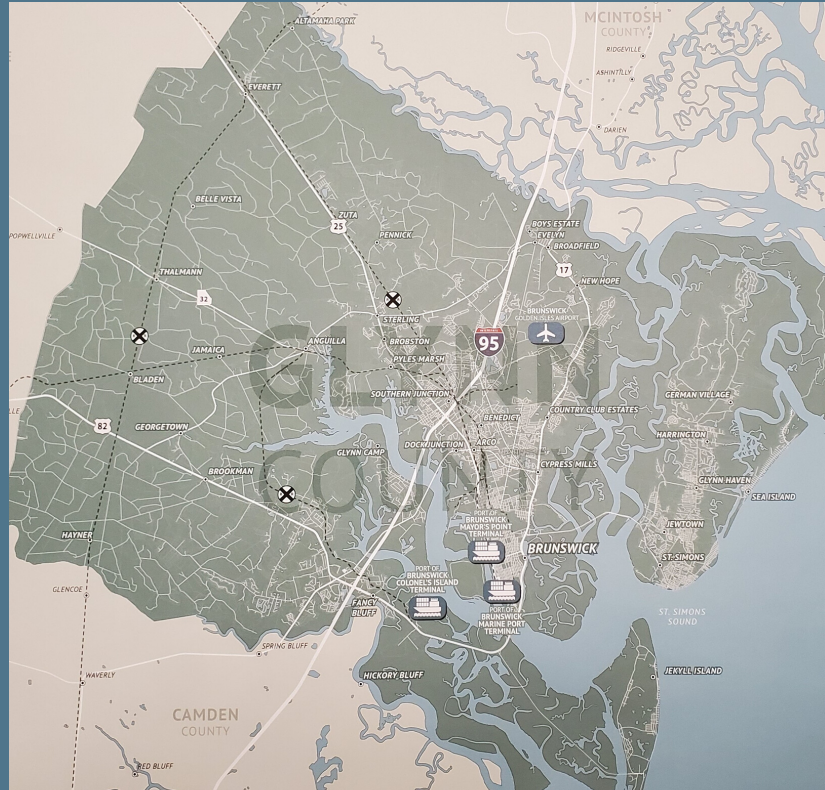 ALTAMAHA PARK
MCINTOSH
COUNTY
RIDGEVILLE
ASHINTILLY
EVERETT
DARIEN
BELLE VISTA
ZUTA
25
PENNICK
POPWELLVILLE
BOYS ESTATE
EVELYN
BROADFIELD
THALMANN
17
NEW HOPE
32
STERLING
BRUNSWICK
GOLDEN ISLES AIRPORT
GLYNN
COUNTY
JAMAICA
ANGUILLA
BROBSTON
95
PYLES MARSH
BLADEN
SOUTHERN JUNCTION
GERMAN VILLAGE
LLE
82
GEORGETOWN
BENEDICT
COUNTRY CLUB ESTATES
HARRINGTON
GLYNN CAMP
DOCK JUNCTION
ARCO
BROOKMAN
CYPRESS MILLS
GLYNN HAVEN
SEA ISLAND
HAYNER
PORT OF
BRUNSWICK
MAYOR'S POINT
TERMINAL
JEWTOWN
BRUNSWICK
ST. SIMONS
GLENCOE
PORT OF
BRUNSWICK
COLONEL'S ISLAND
TERMINAL
FANCY
BLUFF
PORT OF
BRUNSWICK
MARINE PORT
TERMINAL
ST. SIMONS
SOUND
SPRING BLUFF
WAVERLY
HICKORY BLUFF
JEKYLL ISLAND
CAMDEN
COUNTY
RED BLUFF